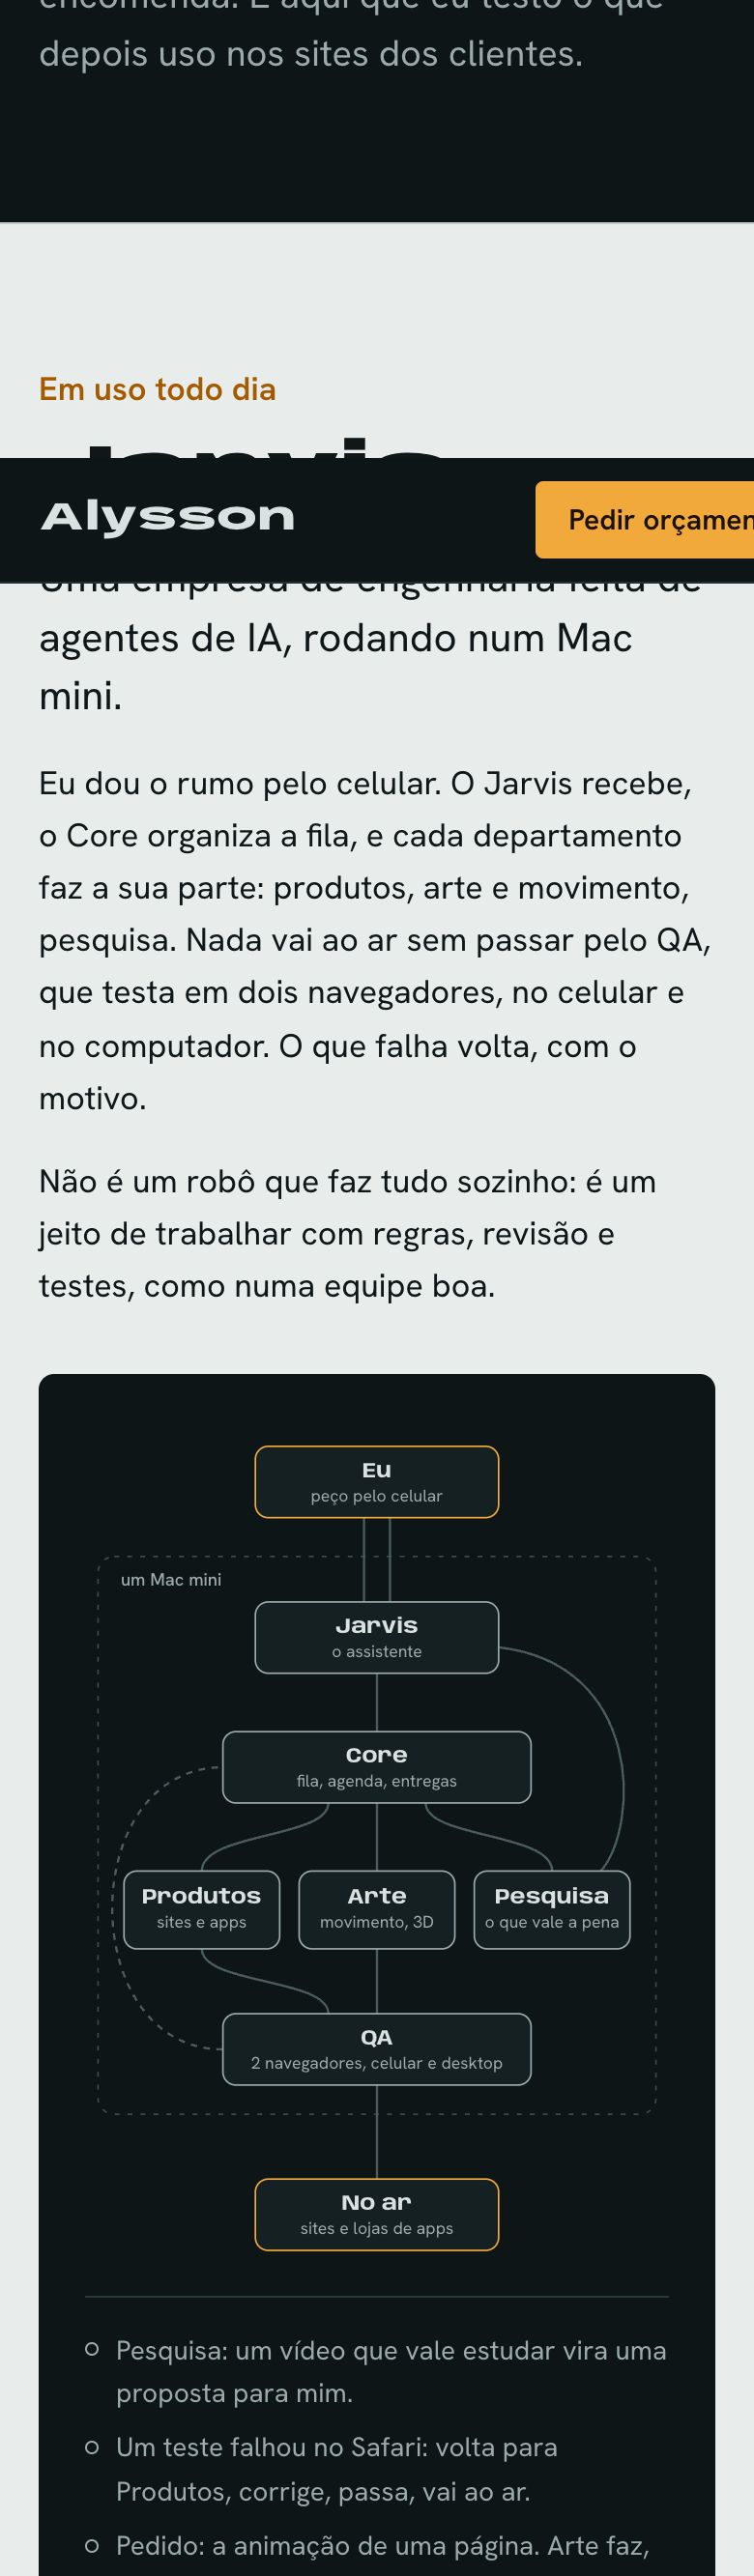 depois uso nos sites dos clientes.
Em uso todo dia
Jarvis
Alysson
Pedir orçamen
Uma empresa de engenharia feita de
agentes de IA, rodando num Mac
mini.
Eu dou o rumo pelo celular. O Jarvis recebe,
o Core organiza a fila, e cada departamento
faz a sua parte: produtos, arte e movimento,
pesquisa. Nada vai ao ar sem passar pelo QA,
que testa em dois navegadores, no celular e
no computador. O que falha volta, com o
motivo.
Não é um robô que faz tudo sozinho: é um
jeito de trabalhar com regras, revisão e
testes, como numa equipe boa.
Eu
peço pelo celular
um Mac mini
Jarvis
o assistente
Core
fila, agenda, entregas
Produtos
sites e apps
Arte
movimento, 3D
Pesquisa
o que vale a pena
QA
2 navegadores, celular e desktop
No ar
sites e lojas de apps
Pesquisa: um vídeo que vale estudar vira uma
proposta para mim.
Um teste falhou no Safari: volta para
Produtos, corrige, passa, vai ao ar.
Pedido: a animação de uma página. Arte faz,